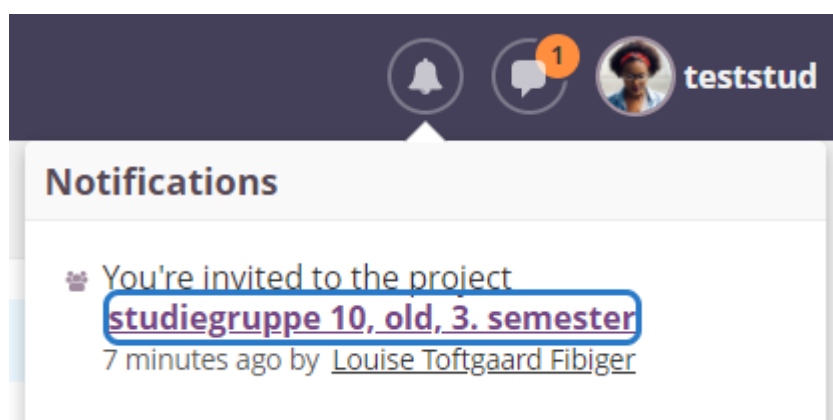 1
teststud
Notifications
You're invited to the project
studiegruppe 10, old, 3. semester
7 minutes ago by Louise Toftgaard Fibiger